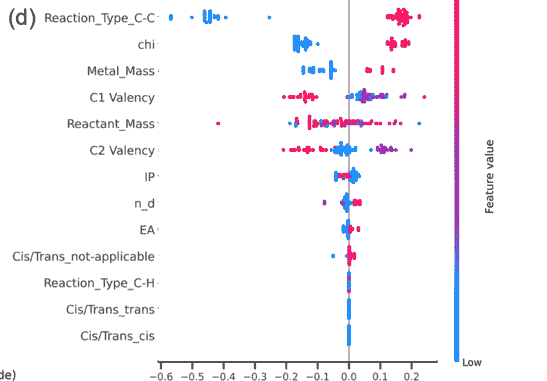 (d)
Reaction_Type_C-C
chi
Metal_Mass
C1 Valency
Reactant_Mass
C2 Valency
IP
n_d
EA
Cis/Trans_not-applicable
Reaction_Type_C-H
Cis/Trans_trans
Cis/Trans_cis
Feature value
Low
−0.6 −0.5 −0.4 −0.3 −0.2 −0.1 0.0 0.1 0.2
de)